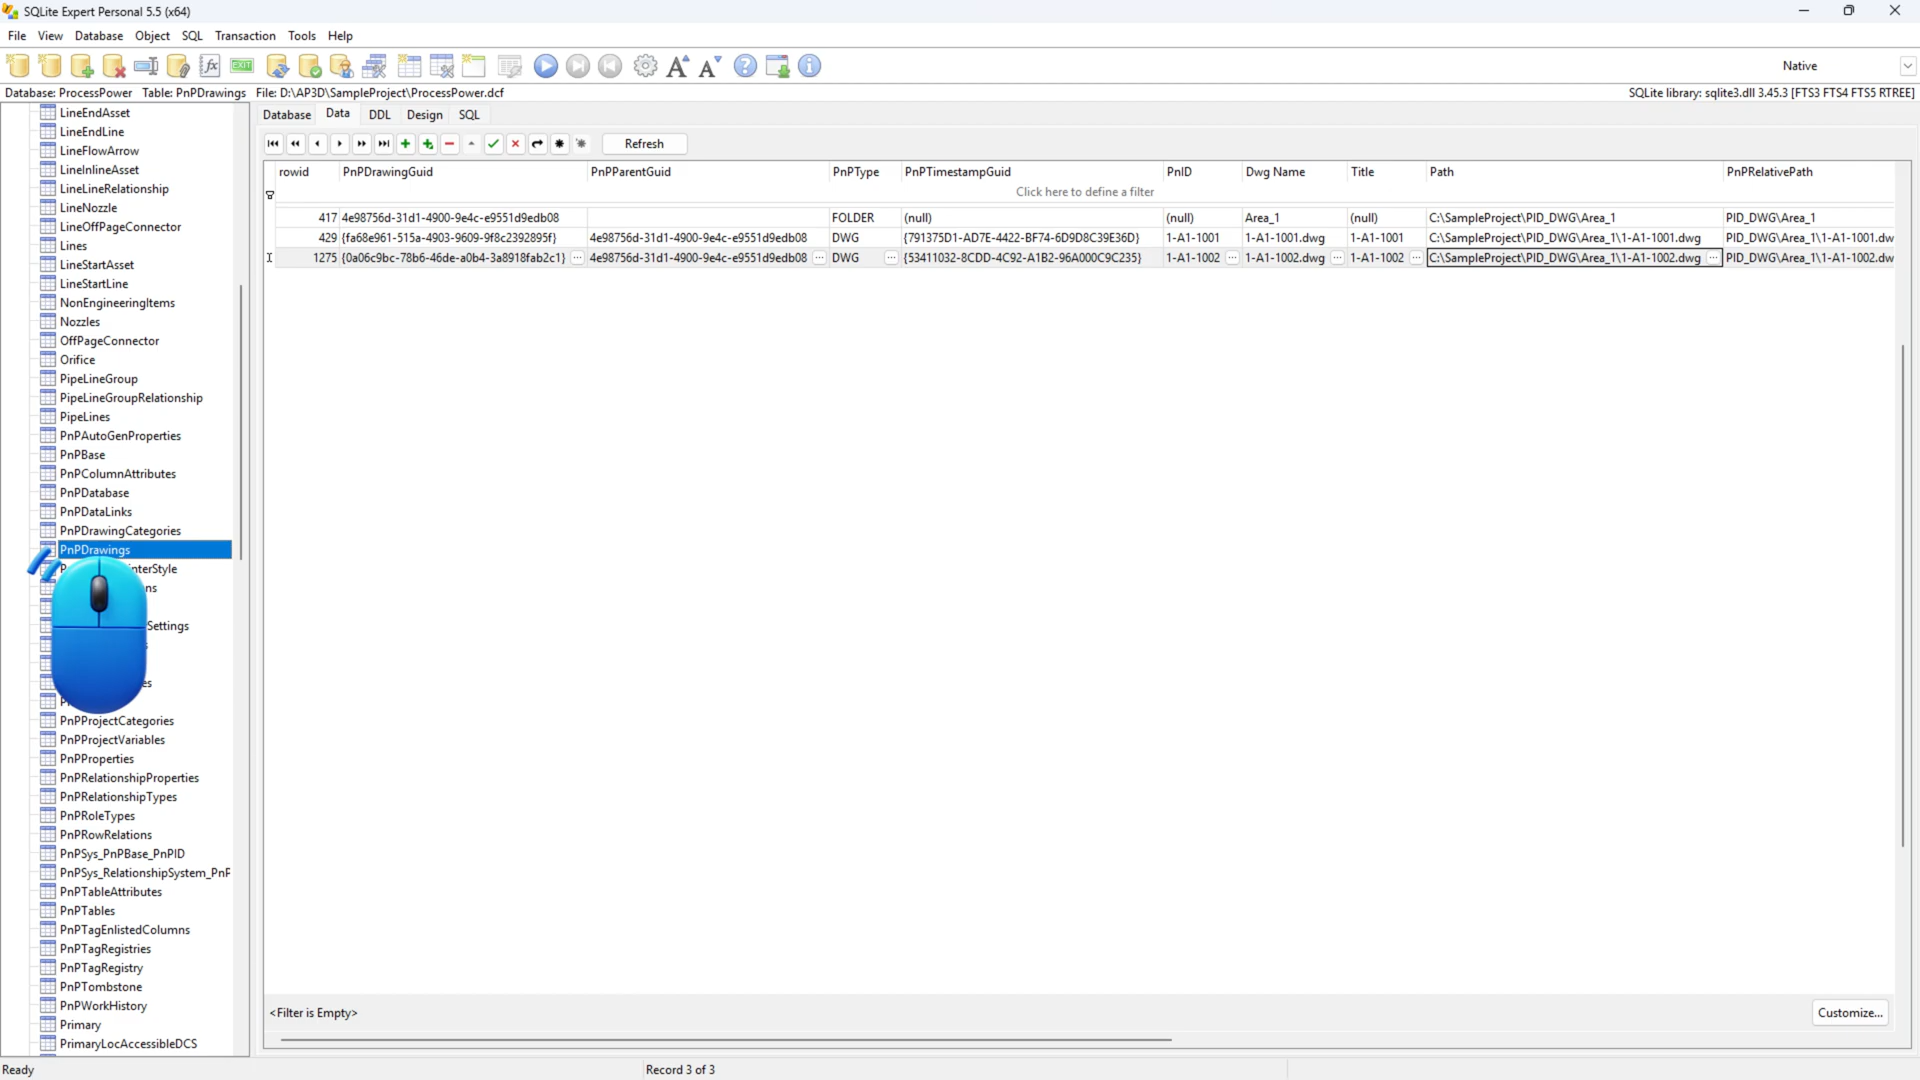 SQLite Expert Personal 5.5 (x64)
File View Database Object SQL Transaction Tools Help
Native
Database: ProcessPower Table: PnPDrawings File: D:\AP3D\SampleProject\ProcessPower.dcf
SQLite library: sqlite3.dll 3.45.3 [FTS3 FTS4 FTS5 RTREE]
LineEndAsset
LineEndLine
LineFlowArrow
LineInlineAsset
LineLineRelationship
LineNozzle
LineOffPageConnector
Lines
LineStartAsset
LineStartLine
NonEngineeringItems
Nozzles
OffPageConnector
Orifice
PipeLineGroup
PipeLineGroupRelationship
PipeLines
PnPAutoGenProperties
PnPBase
PnPColumnAttributes
PnPDatabase
PnPDataLinks
PnPDrawingCategories
PnPDrawings
nterStyle
ns
Settings
es
PnPProjectCategories
PnPProjectVariables
PnPProperties
PnPRelationshipProperties
PnPRelationshipTypes
PnPRoleTypes
PnPRowRelations
PnPSys_PnPBase_PnPID
PnPSys_RelationshipSystem_PnP
PnPTableAttributes
PnPTables
PnPTagEnlistedColumns
PnPTagRegistries
PnPTagRegistry
PnPTombstone
PnPWorkHistory
Primary
PrimaryLocAccessibleDCS
Database Data DDL Design SQL
Refresh
rowid PnPDrawingGuid PnPParentGuid PnPType PnPTimestampGuid PnID Dwg Name Title Path PnPRelativePath
Click here to define a filter
417 4e98756d-31d1-4900-9e4c-e9551d9edb08 FOLDER (null) (null) Area_1 (null) C:\SampleProject\PID_DWG\Area_1 PID_DWG\Area_1
429 {fa68e961-515a-4903-9609-9f8c2392895f} 4e98756d-31d1-4900-9e4c-e9551d9edb08 DWG {791375D1-AD7E-4422-BF74-6D9D8C39E36D} 1-A1-1001 1-A1-1001.dwg 1-A1-1001 C:\SampleProject\PID_DWG\Area_1\1-A1-1001.dwg PID_DWG\Area_1\1-A1-1001.dw
1275 {0a06c9bc-78b6-46de-a0b4-3a8918fab2c1} 4e98756d-31d1-4900-9e4c-e9551d9edb08 DWG {53411032-8CDD-4C92-A1B2-96A000C9C235} 1-A1-1002 1-A1-1002.dwg 1-A1-1002 C:\SampleProject\PID_DWG\Area_1\1-A1-1002.dwg PID_DWG\Area_1\1-A1-1002.dw
<Filter is Empty>
Customize...
Ready
Record 3 of 3